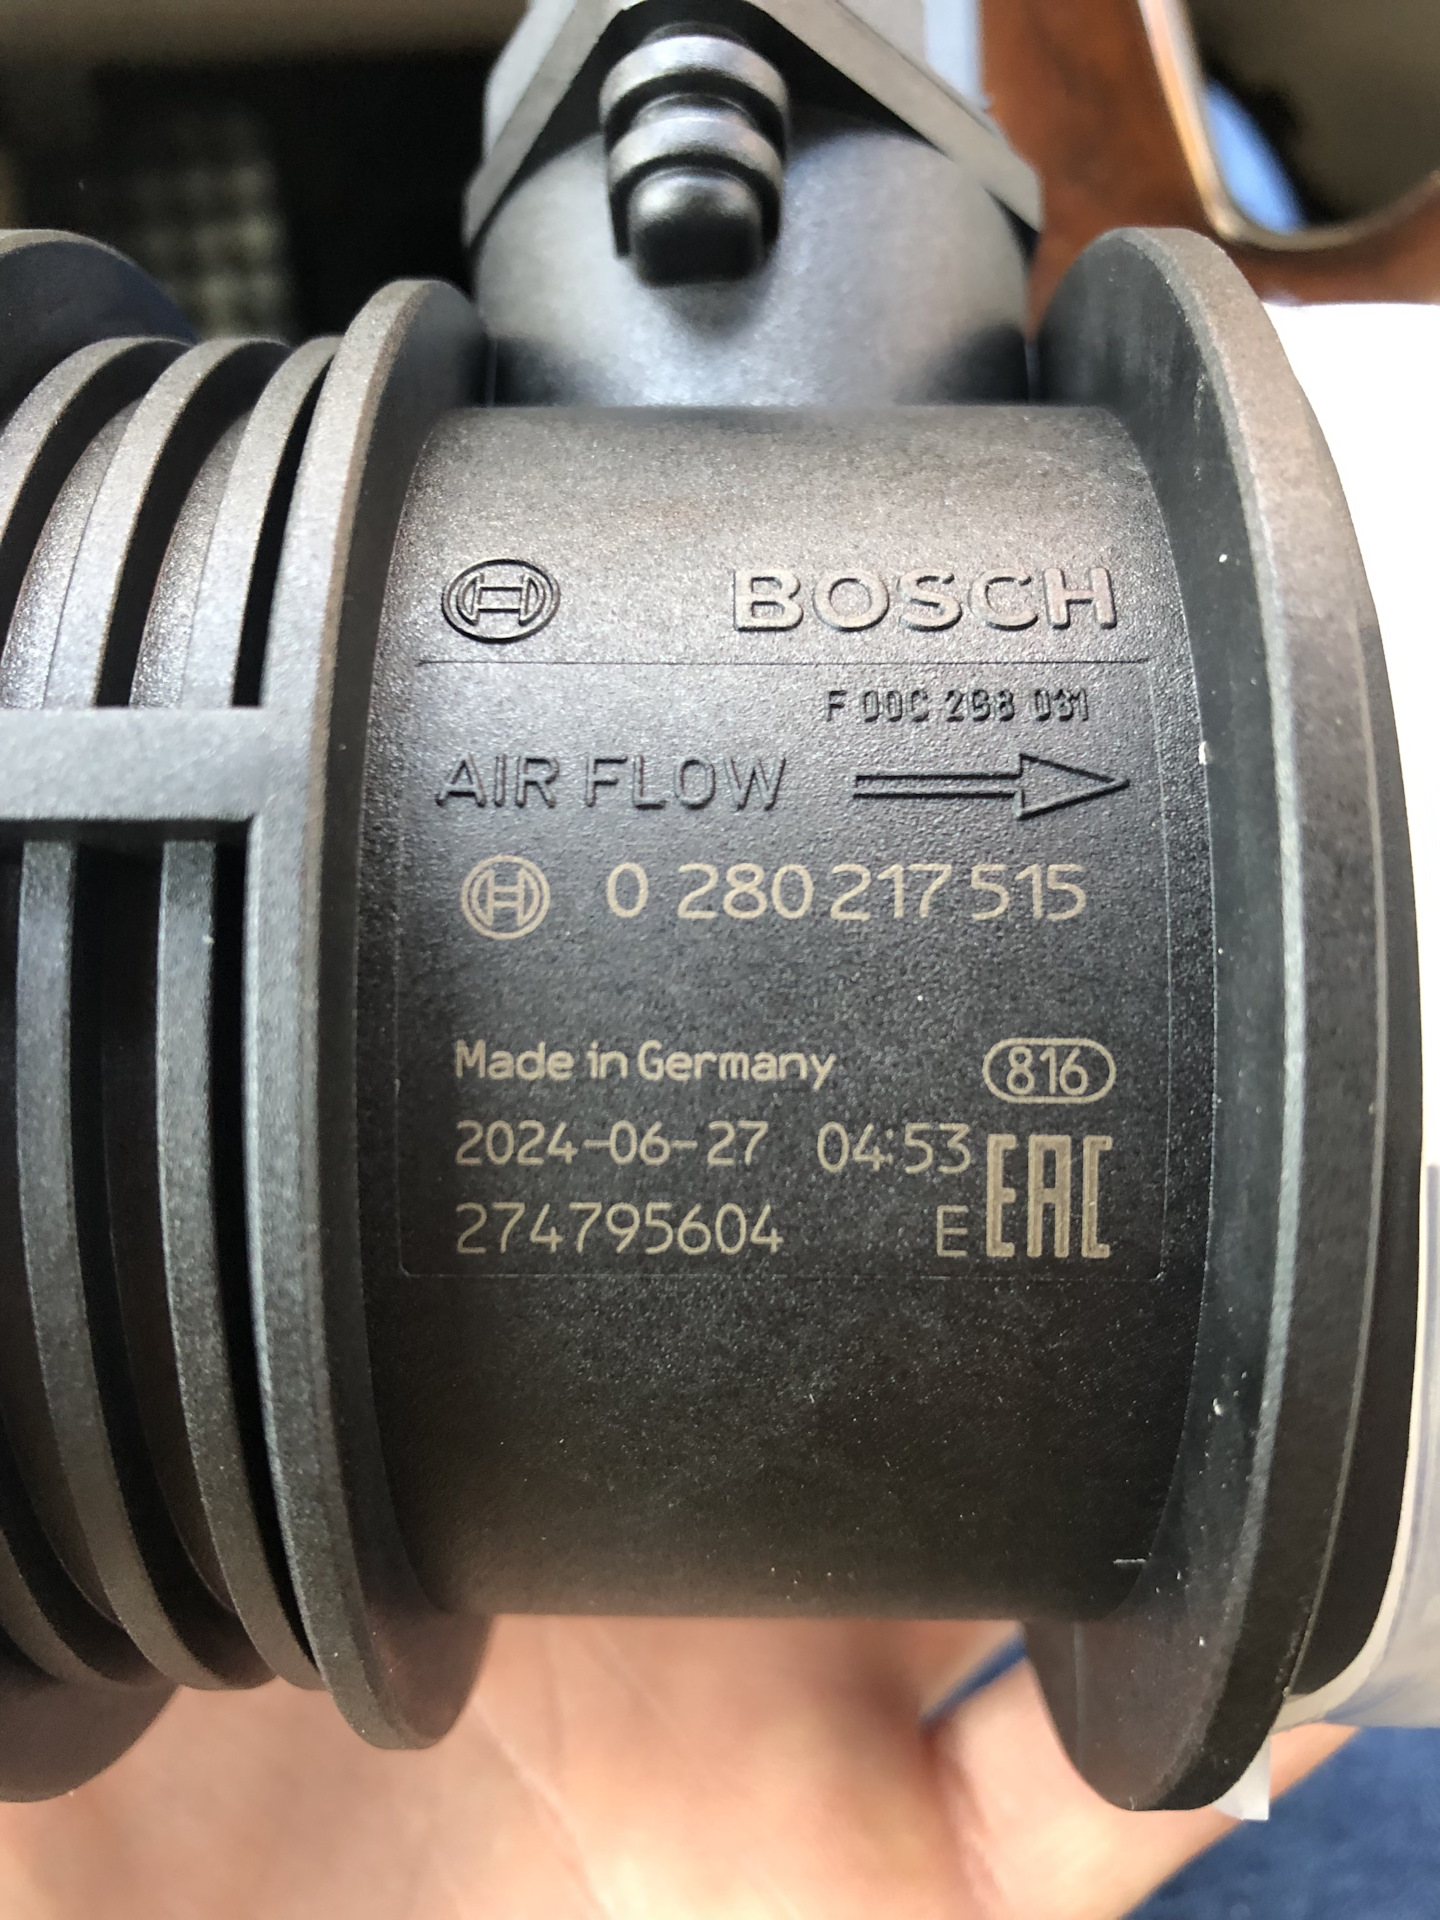 BOSCH
F 00C 2G8 031
AIR FLOW
0 280 217 515
Made in Germany 816
2024-06-27 04:53
274795604 E EAC